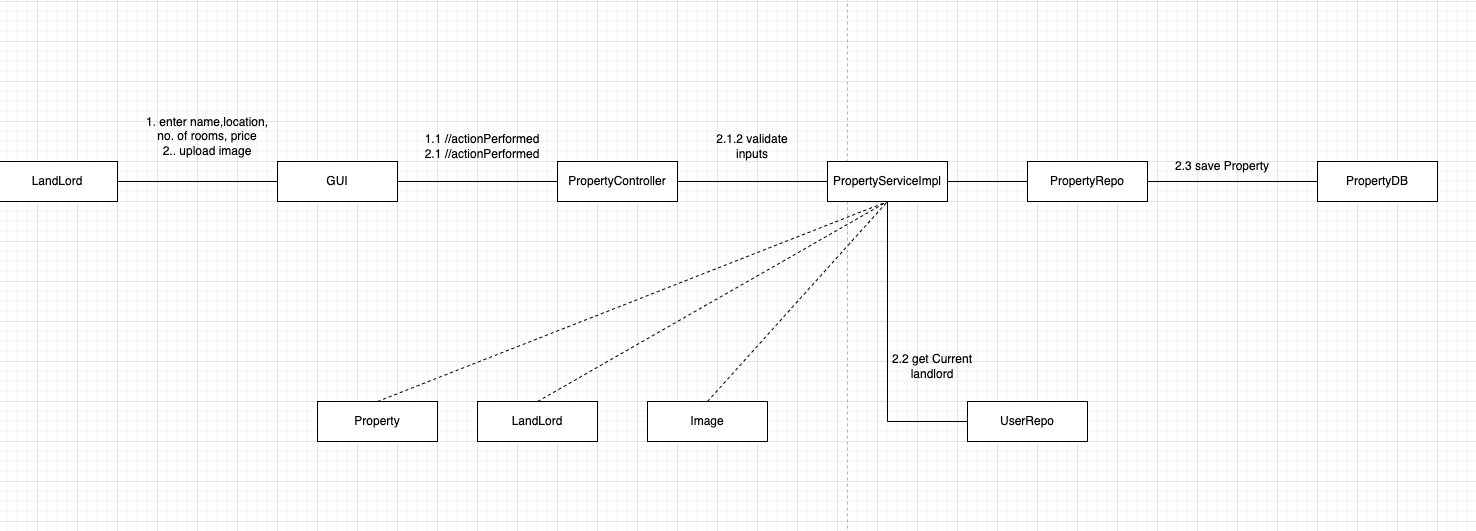 1. enter name,location,
no. of rooms, price
2.. upload image
1.1 //actionPerformed
2.1 //actionPerformed
2.1.2 validate
inputs
2.3 save Property
LandLord
GUI
PropertyController
PropertyServiceImpl
PropertyRepo
PropertyDB
2.2 get Current
landlord
Property
LandLord
Image
UserRepo